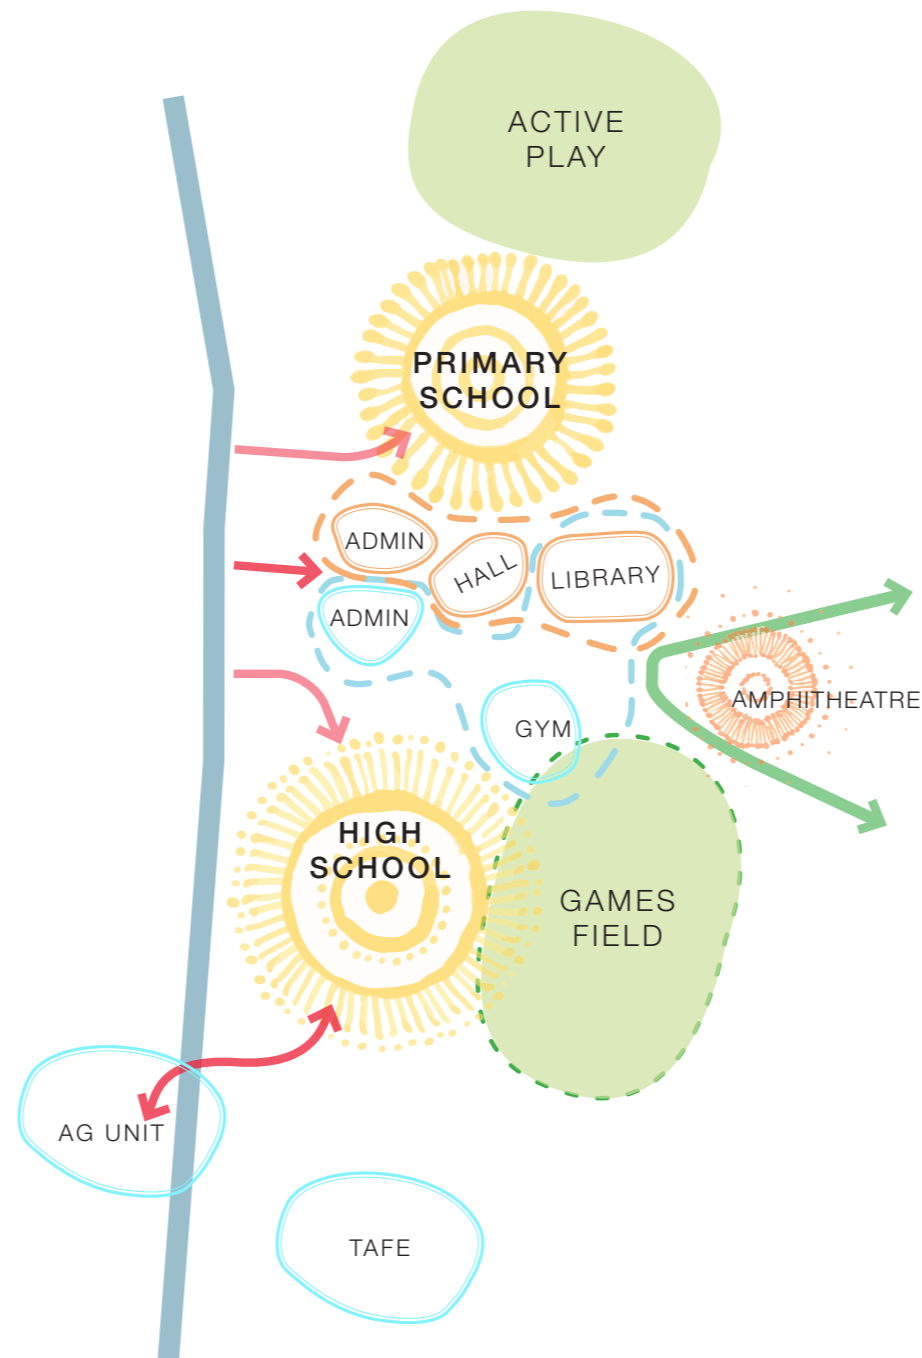 ACTIVE
PLAY
PRIMARY
SCHOOL
ADMIN
HALL
LIBRARY
ADMIN
AMPHITHEATRE
GYM
HIGH
SCHOOL
GAMES
FIELD
AG UNIT
TAFE